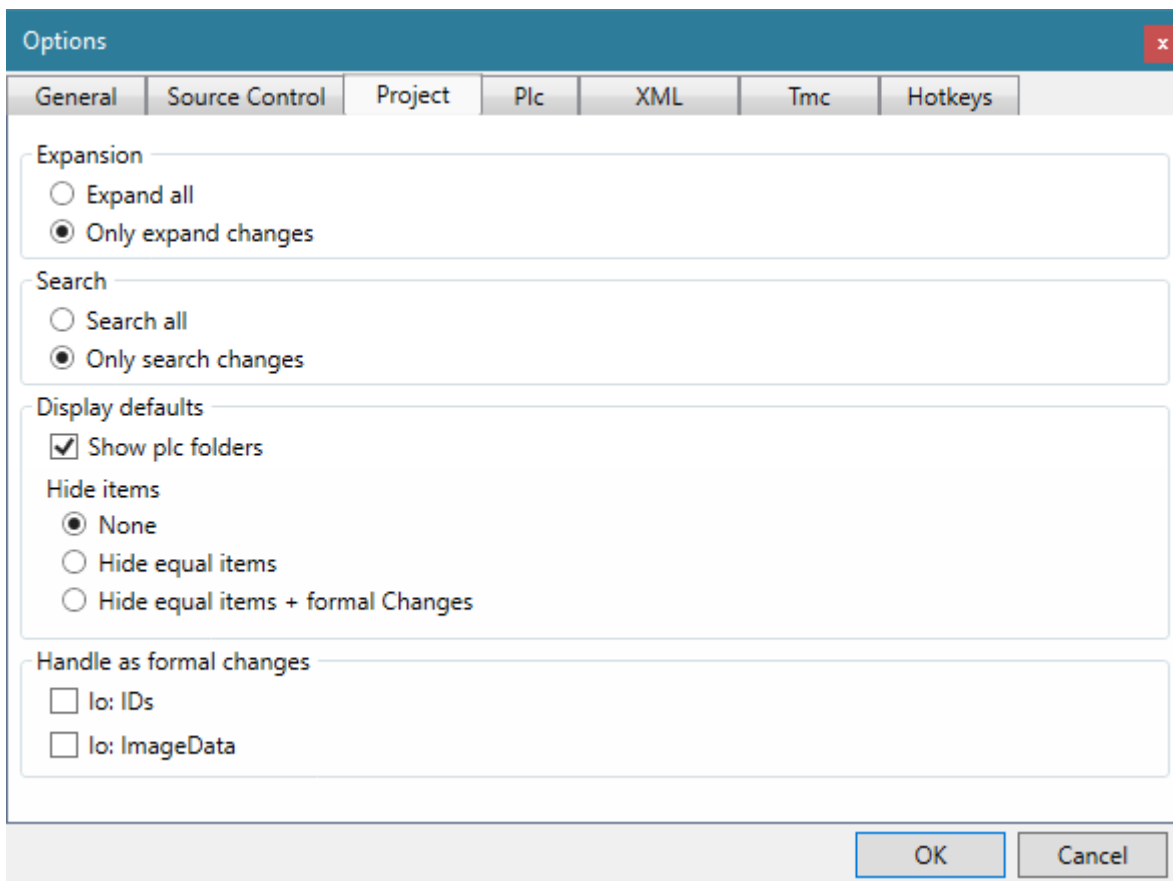 Options
x
General Source Control Project Plc XML Tmc Hotkeys
Expansion
Expand all
Only expand changes
Search
Search all
Only search changes
Display defaults
Show plc folders
Hide items
None
Hide equal items
Hide equal items + formal Changes
Handle as formal changes
Io: IDs
Io: ImageData
OK Cancel